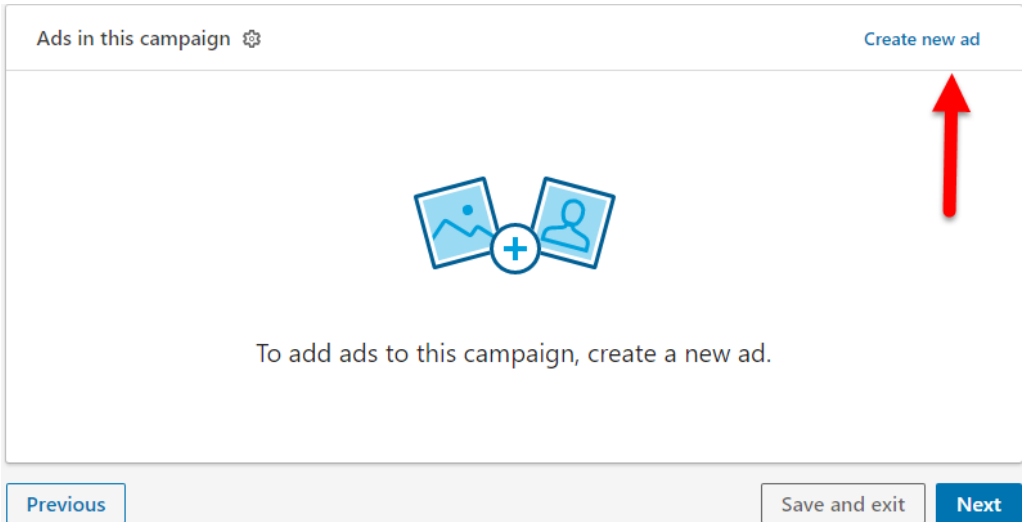 Ads in this campaign
Create new ad
To add ads to this campaign, create a new ad.
Previous
Save and exit
Next